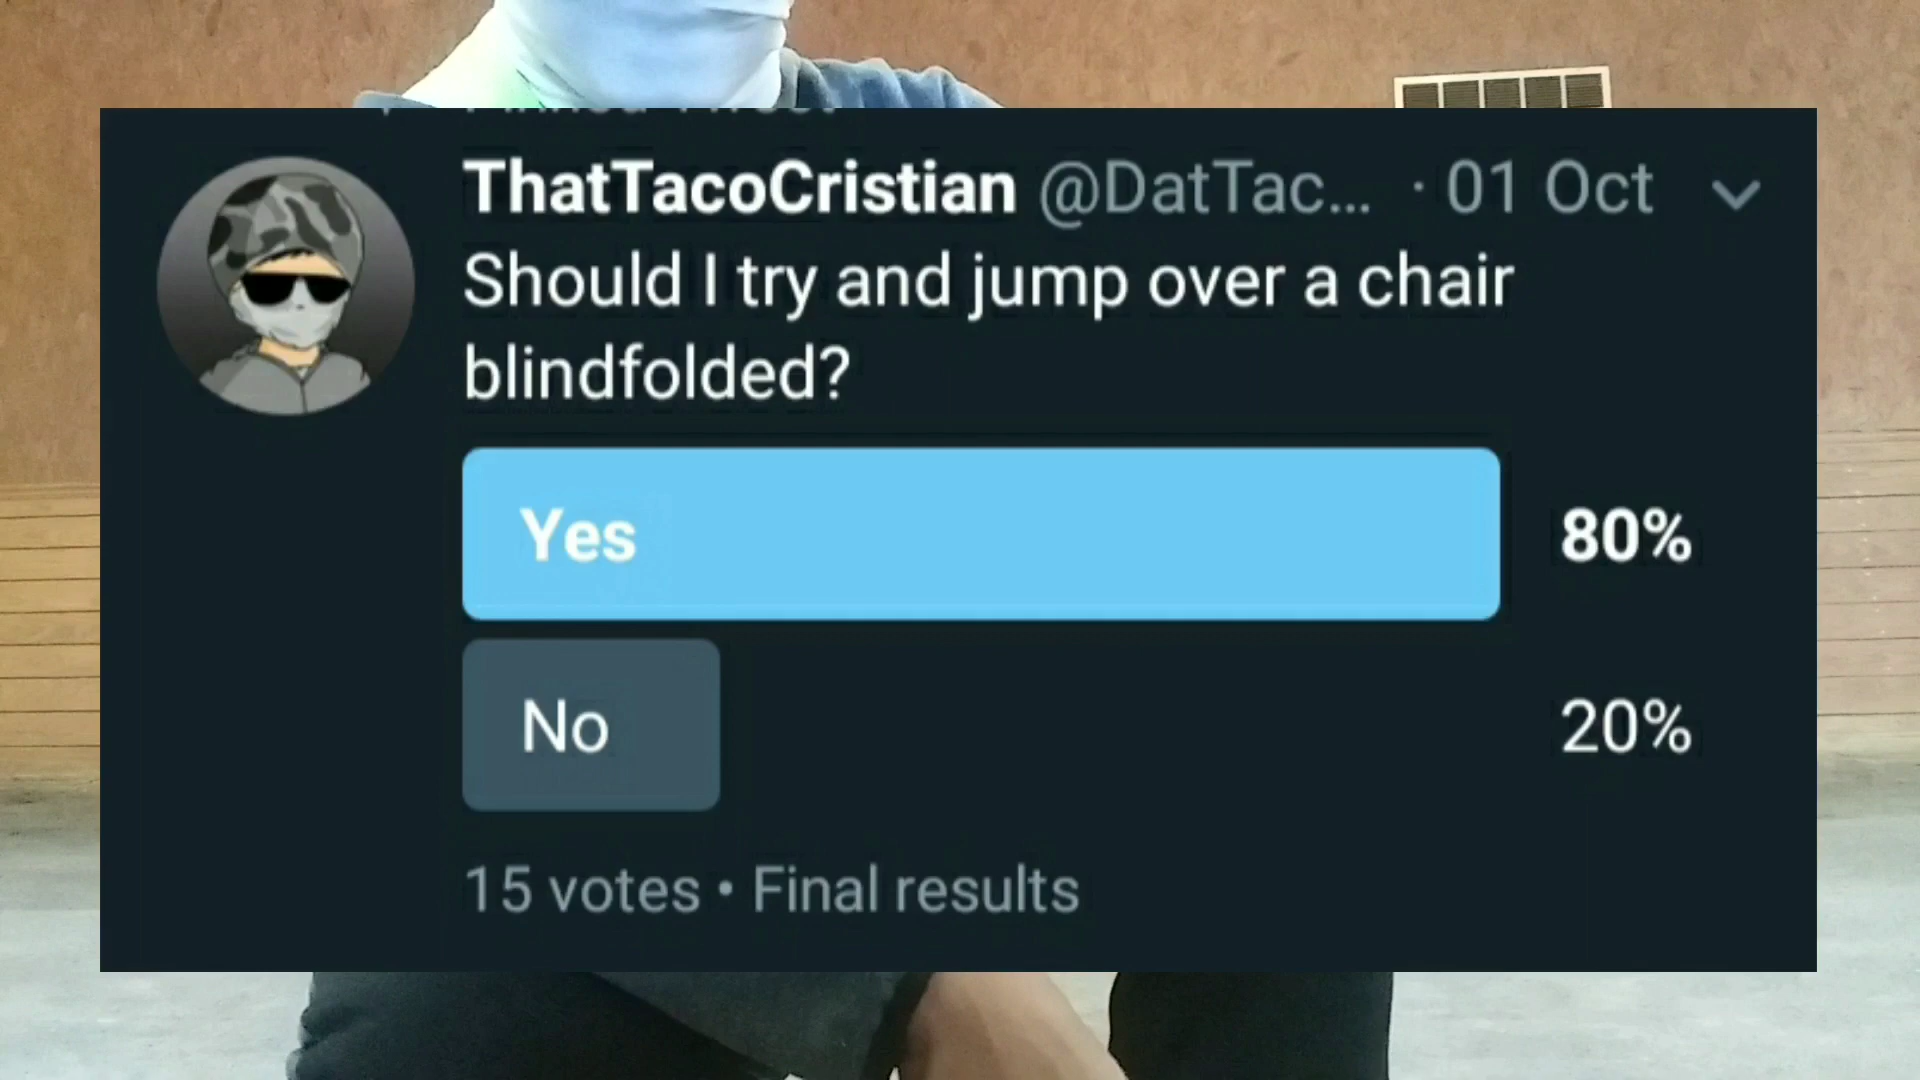 ThatTacoCristian @DatTac... · 01 Oct
Should I try and jump over a chair
blindfolded?
Yes 80%
No 20%
15 votes • Final results